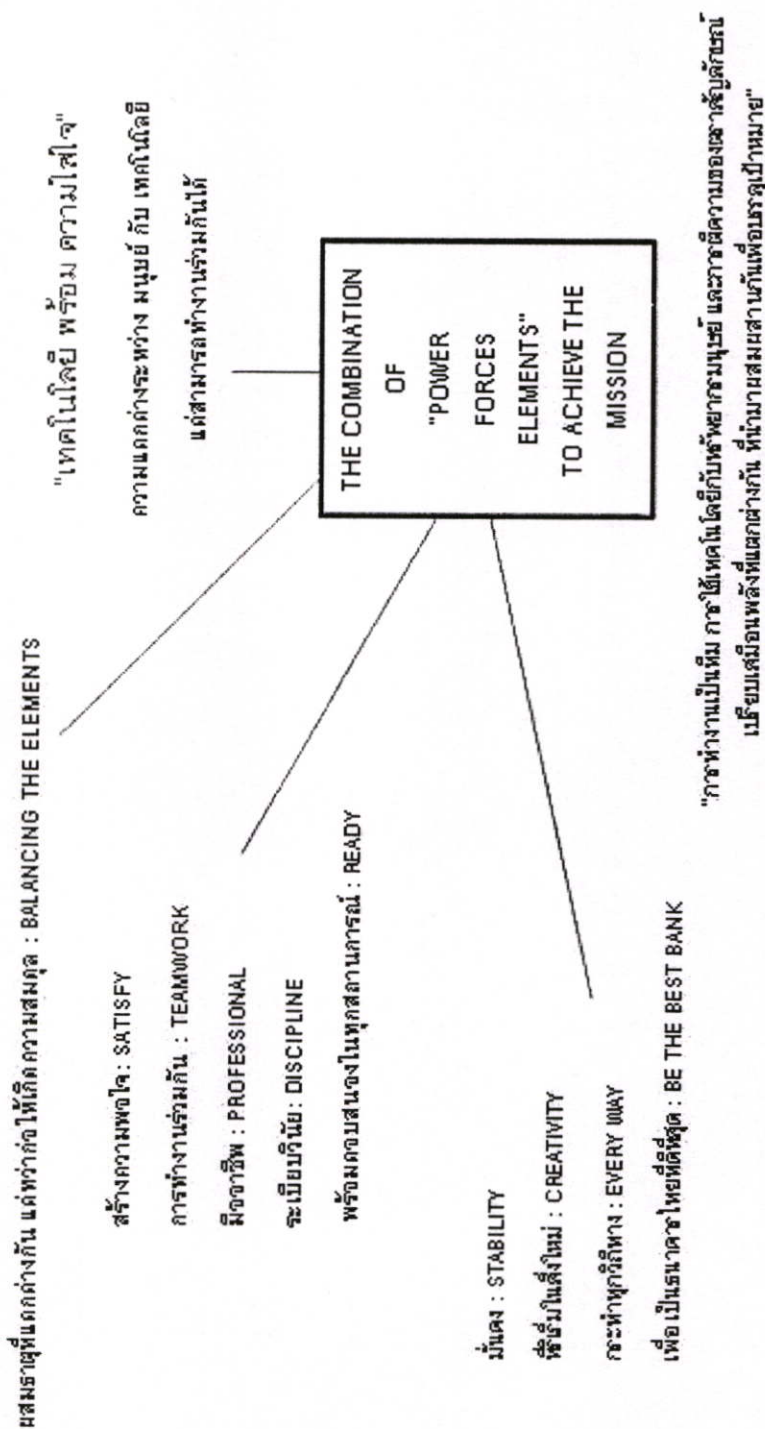 ผสมธาตุที่แตกต่างกัน แต่ทว่าก่อให้เกิดความสมดุล : BALANCING THE ELEMENTS
"เทคโนโลยี พร้อม ความใส่ใจ"
ความแตกต่างระหว่าง มนุษย์ กับ เทคโนโลยี
แต่สามารถทำงานร่วมกันได้
สร้างความพอใจ : SATISFY
การทำงานร่วมกัน : TEAMWORK
มืออาชีพ : PROFESSIONAL
ระเบียบวินัย : DISCIPLINE
พร้อมตอบสนองในทุกสถานการณ์ : READY
THE COMBINATION
OF
"POWER
FORCES
ELEMENTS"
TO ACHIEVE THE
MISSION
มั่นคง : STABILITY
ริเริ่มในสิ่งใหม่ : CREATIVITY
กระทำทุกวิถีทาง : EVERY WAY
เพื่อเป็นธนาคารไทยที่ดีที่สุด : BE THE BEST BANK
"การทำงานเป็นทีม การใช้เทคโนโลยีกับทรัพยากรมนุษย์ และการตีความของตราสัญลักษณ์
เปรียบเสมือนพลังที่แตกต่างกัน ที่นำมาผสมผสานกันเพื่อบรรลุเป้าหมาย"